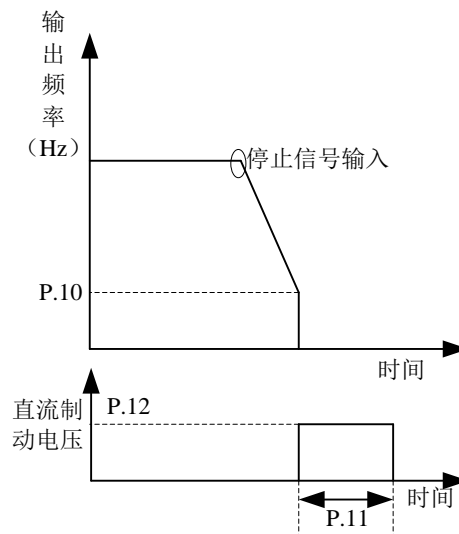 输
出
频
率
（Hz）
停止信号输入
P.10
时间
直流制
动电压
P.12
时间
P.11